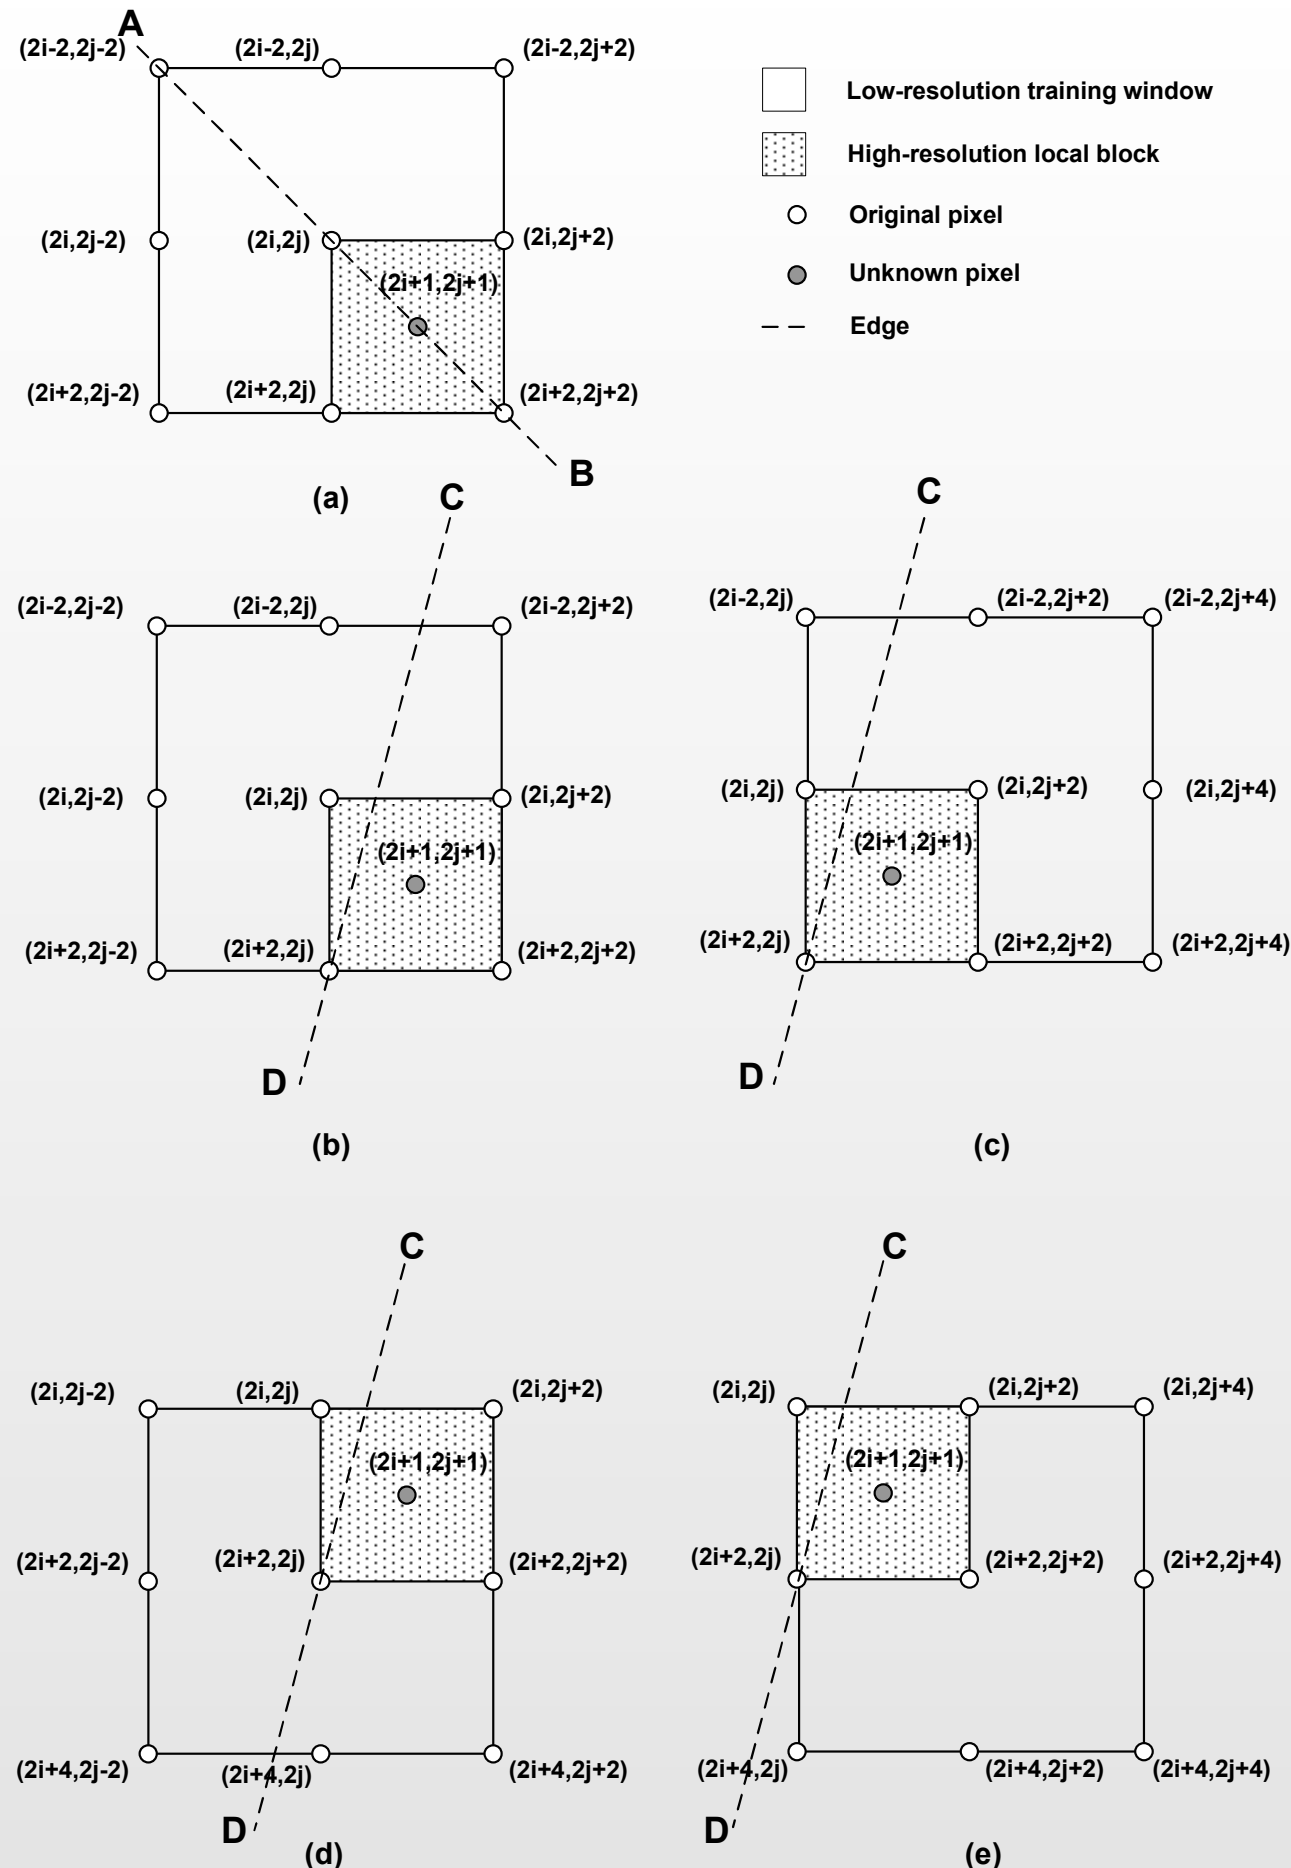 A
(2i-2,2j-2)
(2i-2,2j)
(2i-2,2j+2)
Low-resolution training window
High-resolution local block
Original pixel
(2i,2j-2)
(2i,2j)
(2i,2j+2)
(2i+1,2j+1)
Unknown pixel
Edge
(2i+2,2j-2)
(2i+2,2j)
(2i+2,2j+2)
B
(a)
C
(2i-2,2j-2)
(2i-2,2j)
(2i-2,2j+2)
(2i,2j-2)
(2i,2j)
(2i,2j+2)
(2i+1,2j+1)
(2i+2,2j-2)
(2i+2,2j)
(2i+2,2j+2)
D
(b)
C
(2i-2,2j)
(2i-2,2j+2)
(2i-2,2j+4)
(2i,2j)
(2i,2j+2)
(2i,2j+4)
(2i+1,2j+1)
(2i+2,2j)
(2i+2,2j+2)
(2i+2,2j+4)
D
(c)
C
(2i,2j-2)
(2i,2j)
(2i,2j+2)
(2i+1,2j+1)
(2i+2,2j-2)
(2i+2,2j)
(2i+2,2j+2)
(2i+4,2j-2)
(2i+4,2j)
(2i+4,2j+2)
D
(d)
C
(2i,2j)
(2i,2j+2)
(2i,2j+4)
(2i+1,2j+1)
(2i+2,2j)
(2i+2,2j+2)
(2i+2,2j+4)
(2i+4,2j)
(2i+4,2j+2)
(2i+4,2j+4)
D
(e)